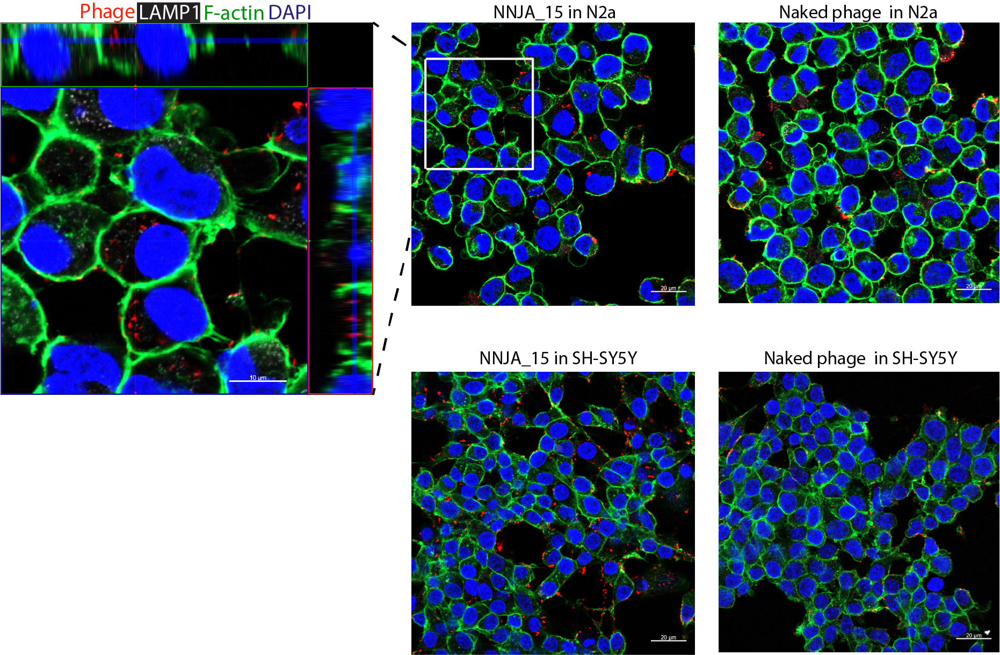 Phage LAMP1 F-actin DAPI
NNJA_15 in N2a
Naked phage in N2a
10 µm
20 µm
20 µm
NNJA_15 in SH-SY5Y
Naked phage in SH-SY5Y
20 µm
20 µm